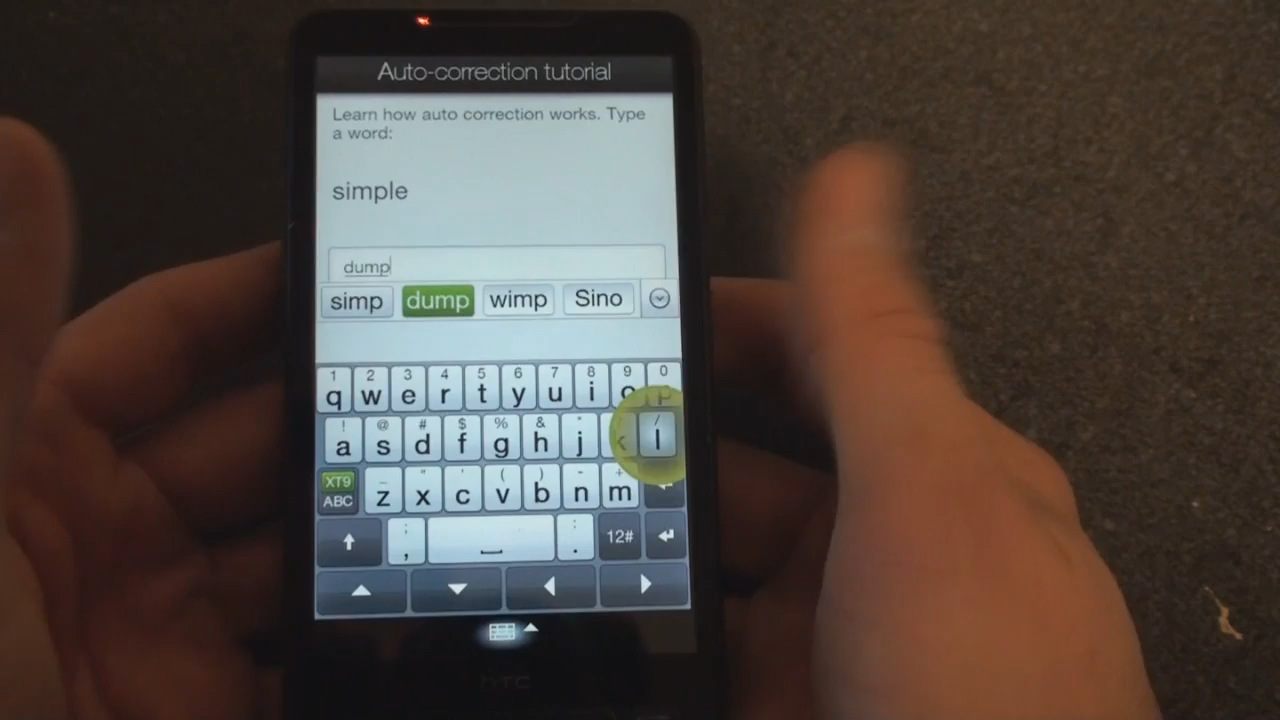 Auto-correction tutorial
Learn how auto correction works. Type
a word:
simple
dump
simp dump wimp Sino
1 2 3 4 5 6 7 8 9 0
q w e r t y u i o p
! @ # $ % & * /
a s d f g h j k l
XT9 _ " ' ( ) - +
ABC z x c v b n m
; :
, . 12#
hTC